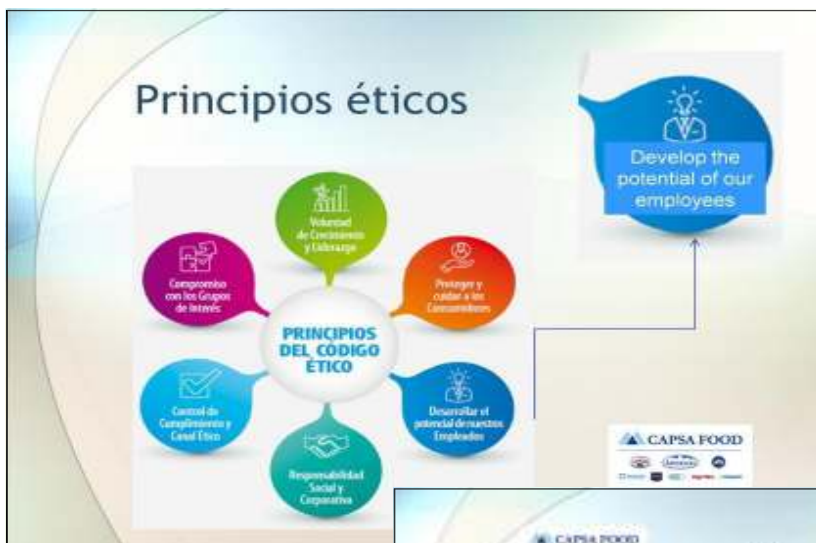 Principios éticos
Develop the
potential of our
employees
Voluntad
de Crecimiento
y Liderazgo
Compromiso
con los Grupos
de Interés
Proteger y
cuidar a los
Consumidores
PRINCIPIOS
DEL CÓDIGO
ÉTICO
Control de
Cumplimiento y
Canal Ético
Desarrollar el
potencial de nuestros
Empleados
Responsabilidad
Social y
Corporativa
CAPSA FOOD
CAPSA FOOD